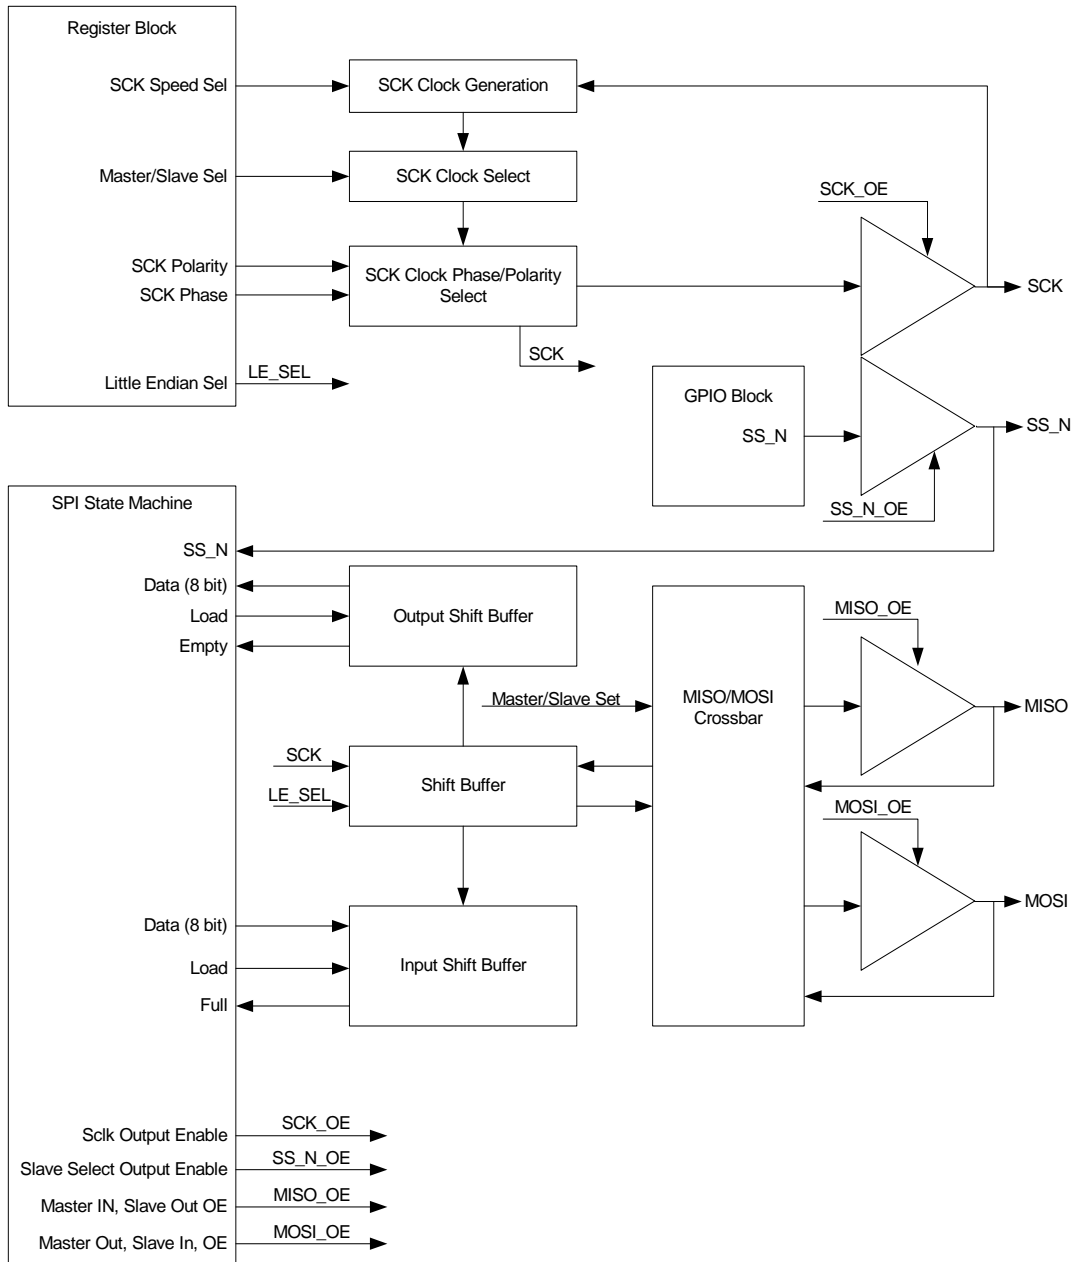 Register Block
SCK Speed Sel
SCK Clock Generation
Master/Slave Sel
SCK Clock Select
SCK_OE
SCK Polarity
SCK Phase
SCK Clock Phase/Polarity
Select
SCK
SCK
Little Endian Sel
LE_SEL
GPIO Block
SS_N
SS_N
SS_N_OE
SPI State Machine
SS_N
Data (8 bit)
Load
Empty
Output Shift Buffer
MISO_OE
Master/Slave Set
MISO/MOSI
Crossbar
MISO
SCK
LE_SEL
Shift Buffer
MOSI_OE
MOSI
Data (8 bit)
Load
Full
Input Shift Buffer
Sclk Output Enable
SCK_OE
Slave Select Output Enable
SS_N_OE
Master IN, Slave Out OE
MISO_OE
Master Out, Slave In, OE
MOSI_OE